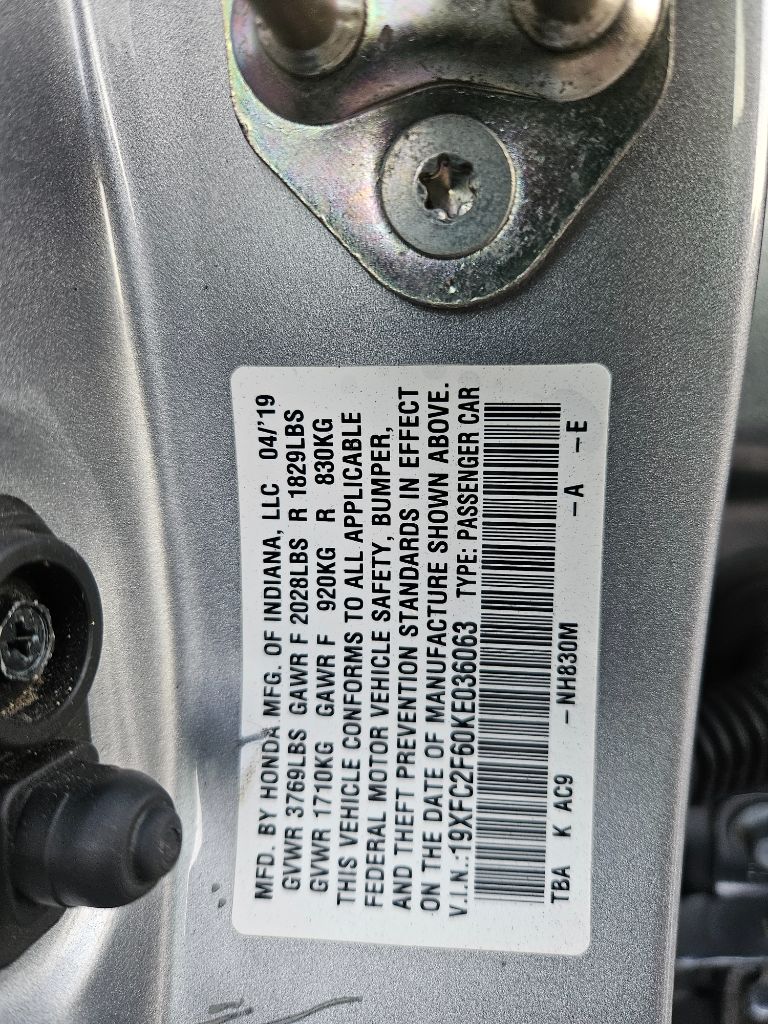 MFD. BY HONDA MFG. OF INDIANA, LLC 04/'19
GVWR 3769LBS GAWR F 2028LBS R 1829LBS
GVWR 1710KG GAWR F 920KG R 830KG
THIS VEHICLE CONFORMS TO ALL APPLICABLE
FEDERAL MOTOR VEHICLE SAFETY, BUMPER,
AND THEFT PREVENTION STANDARDS IN EFFECT
ON THE DATE OF MANUFACTURE SHOWN ABOVE.
V.I.N.:19XFC2F60KE036063 TYPE: PASSENGER CAR
TBA K AC9 -NH830M -A -E